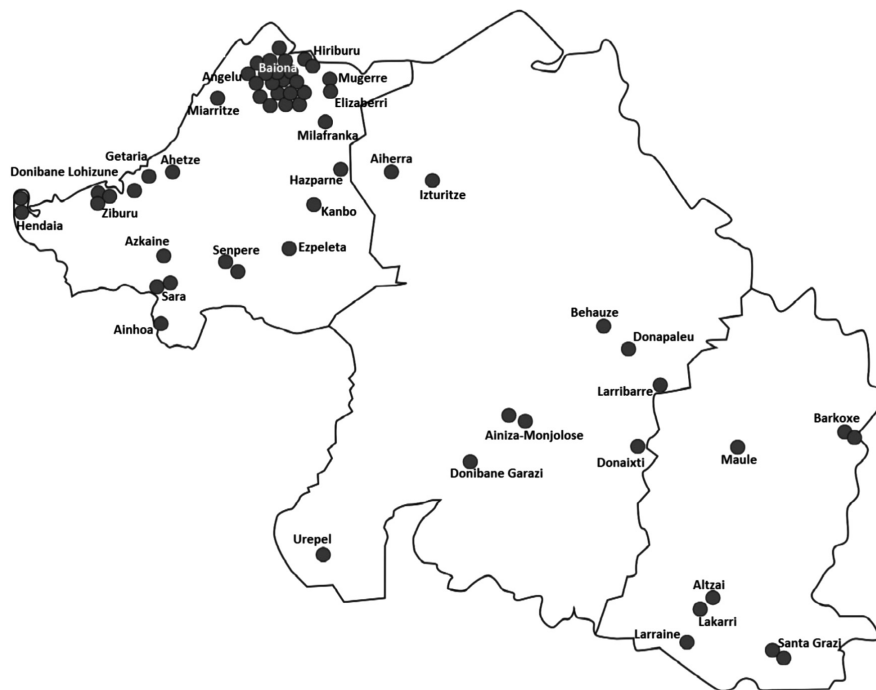 Hiriburu
Baiona
Angelu
Mugerre
Miarritze
Elizaberri
Milafranka
Getaria
Ahetze
Donibane Lohizune
Hazparne
Aiherra
Izturitze
Ziburu
Hendaia
Kanbo
Azkaine
Senpere
Ezpeleta
Sara
Ainhoa
Behauze
Donapaleu
Larribarre
Barkoxe
Ainiza-Monjolose
Donaixti
Maule
Donibane Garazi
Urepel
Altzai
Lakarri
Larraine
Santa Grazi